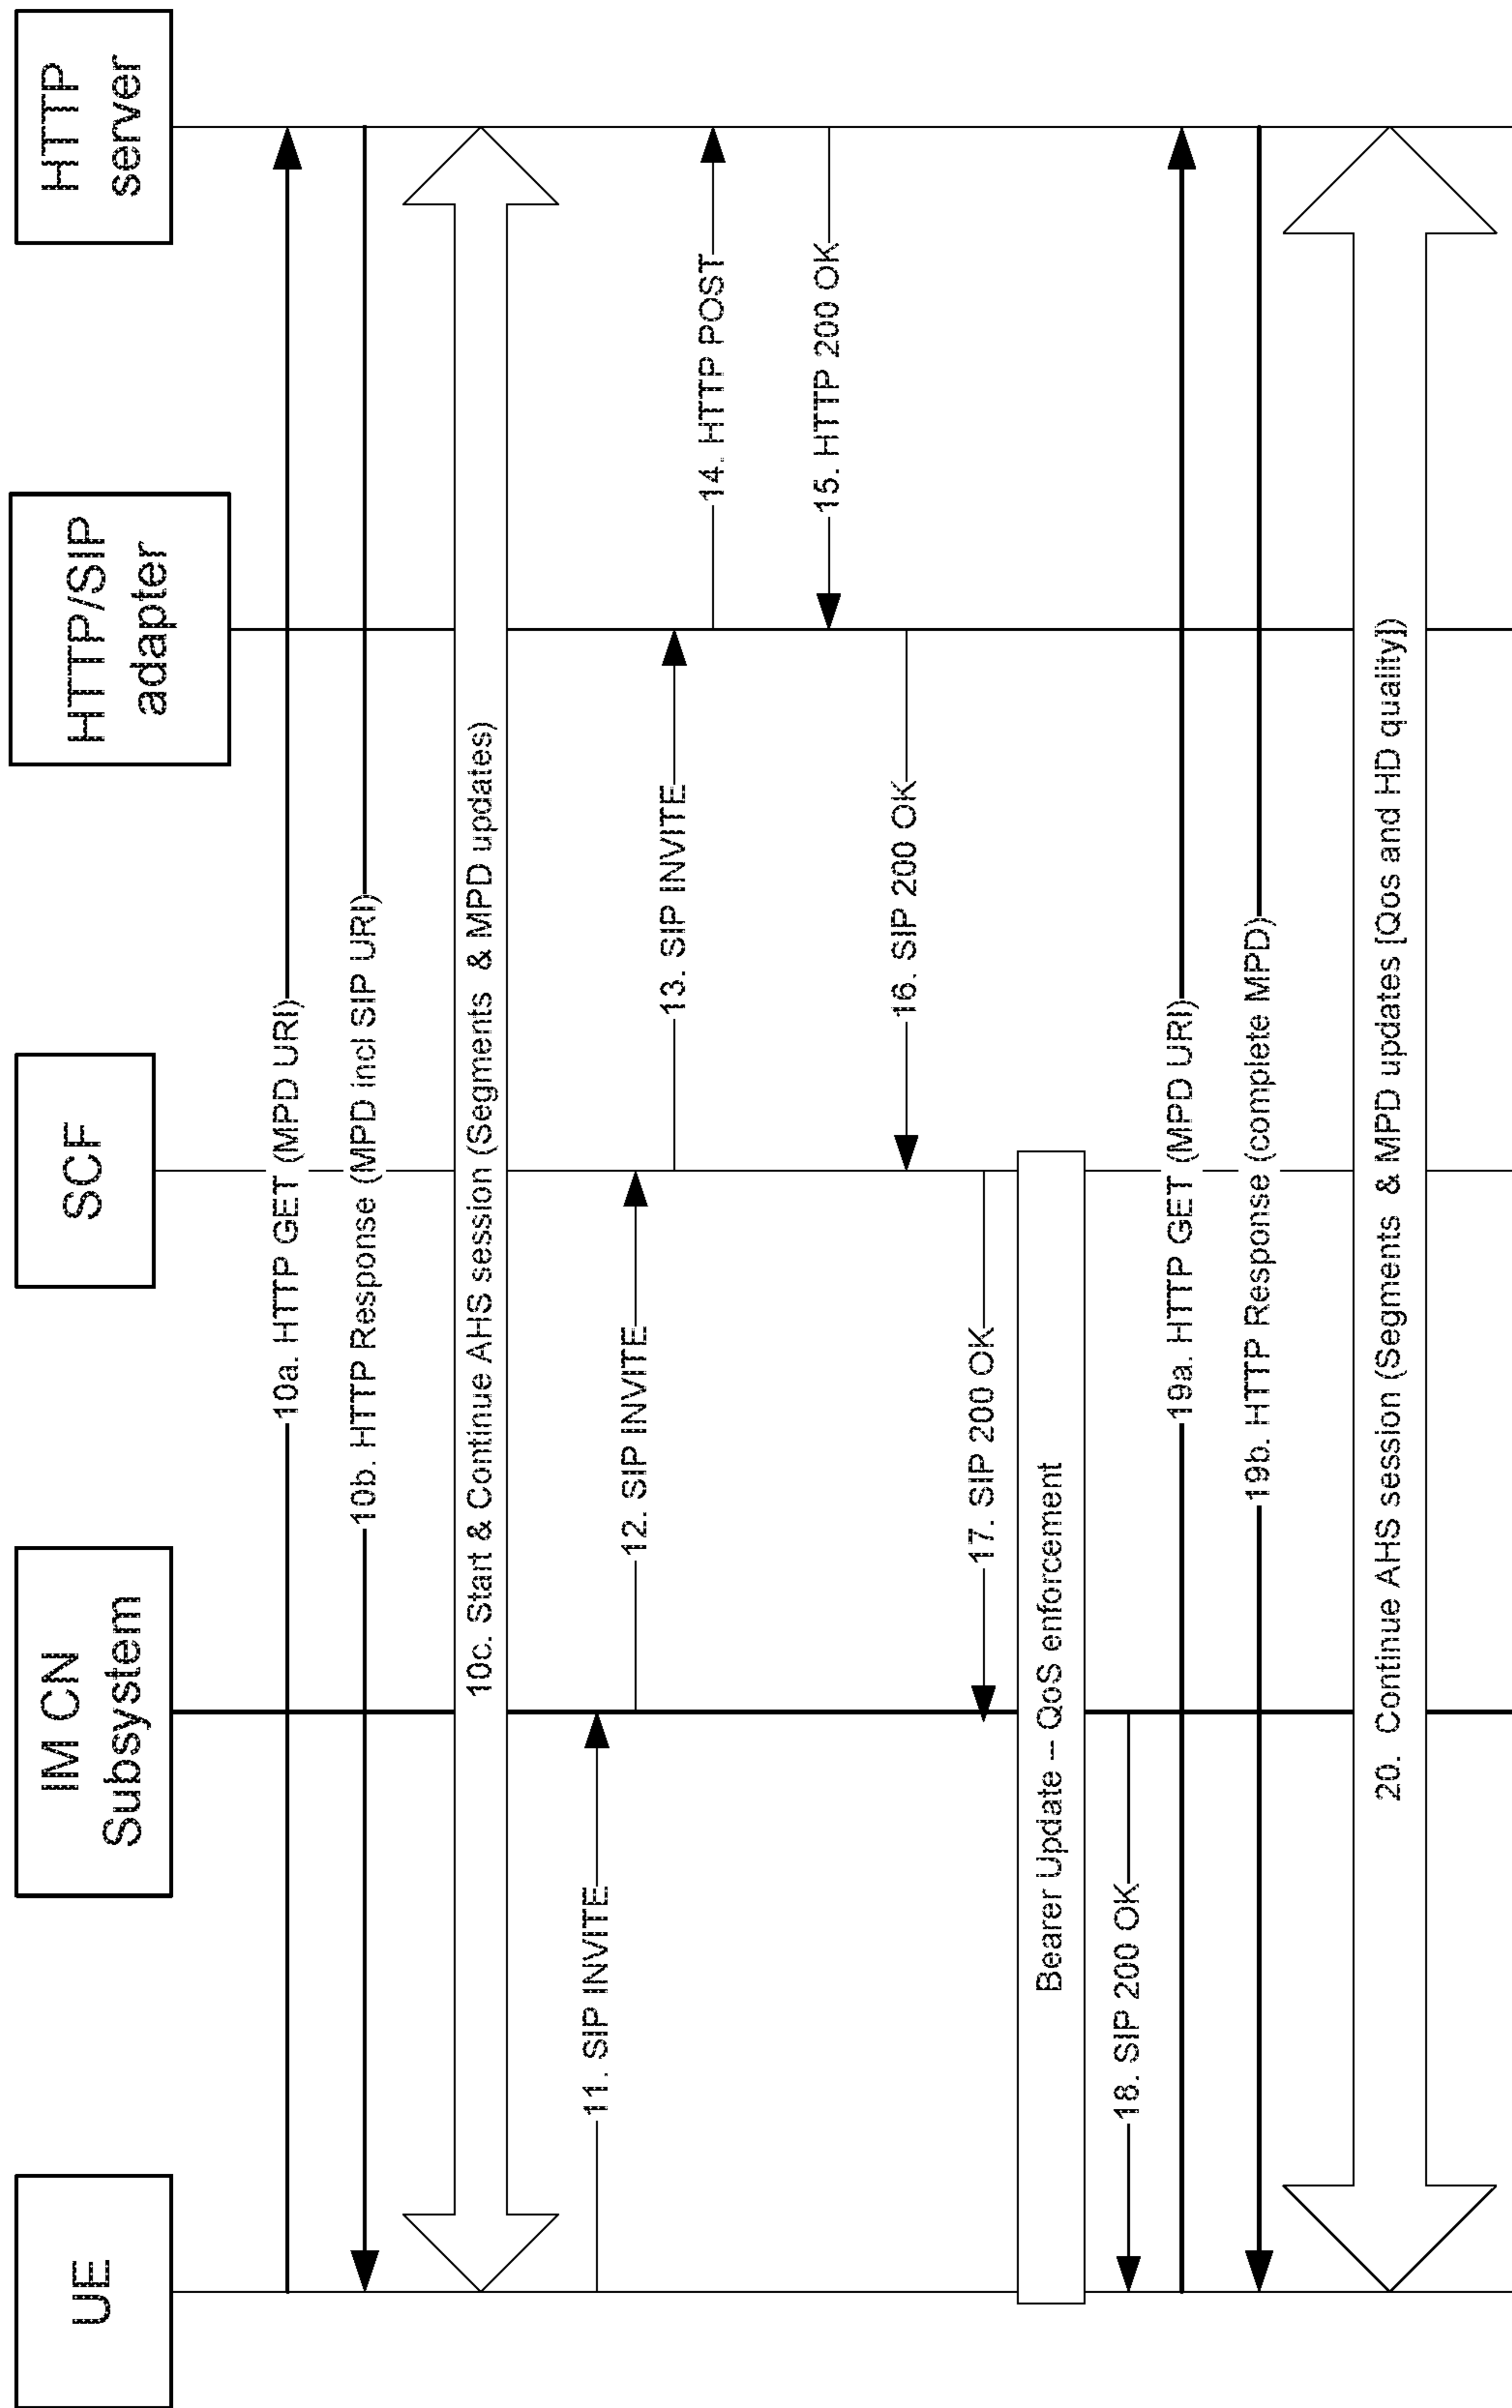 UE
IM CN
Subsystem
SCF
HTTP/SIP
adapter
HTTP
server
10a. HTTP GET (MPD URI)
10b. HTTP Response (MPD incl SIP URI)
10c. Start & Continue AHS session (Segments & MPD updates)
11. SIP INVITE
12. SIP INVITE
13. SIP INVITE
14. HTTP POST
15. HTTP 200 OK
16. SIP 200 OK
17. SIP 200 OK
Bearer Update -- QoS enforcement
18. SIP 200 OK
19a. HTTP GET (MPD URI)
19b. HTTP Response (complete MPD)
20. Continue AHS session (Segments & MPD updates [Qos and HD quality])